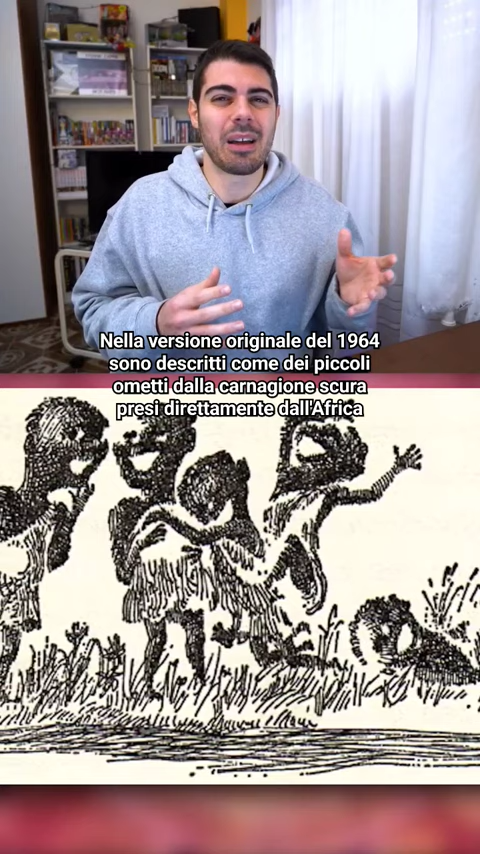 Nella versione originale del 1964
sono descritti come dei piccoli
ometti dalla carnagione scura
presi direttamente dall'Africa